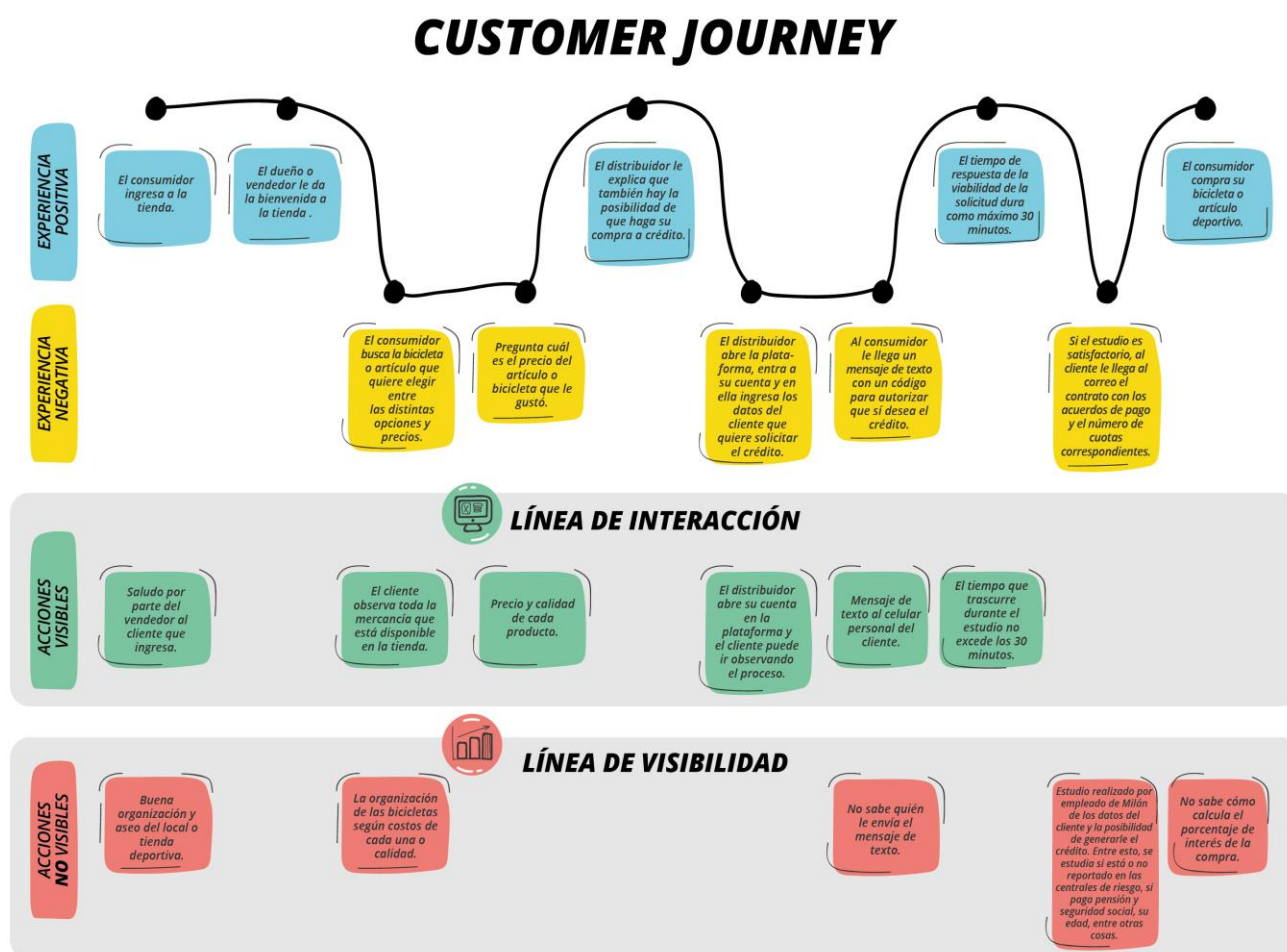 CUSTOMER JOURNEY
EXPERIENCIA
POSITIVA
El consumidor
ingresa a la
tienda.
El dueño o
vendedor le da
la bienvenida a
la tienda .
El distribuidor le
explica que
también hay la
posibilidad de
que haga su
compra a crédito.
El tiempo de
respuesta de la
viabilidad de la
solicitud dura
como máximo 30
minutos.
El consumidor
compra su
bicicleta o
artículo
deportivo.
EXPERIENCIA
NEGATIVA
El consumidor
busca la bicicleta
o artículo que
quiere elegir
entre
las distintas
opciones y
precios.
Pregunta cuál
es el precio del
artículo o
bicicleta que le
gustó.
El distribuidor
abre la plata-
forma, entra a
su cuenta y en
ella ingresa los
datos del
cliente que
quiere solicitar
el crédito.
Al consumidor
le llega un
mensaje de texto
con un código
para autorizar
que sí desea el
crédito.
Si el estudio es
satisfactorio, al
cliente le llega al
correo el
contrato con los
acuerdos de pago
y el número de
cuotas
correspondientes.
LÍNEA DE INTERACCIÓN
ACCIONES
VISIBLES
Saludo por
parte del
vendedor al
cliente que
ingresa.
El cliente
observa toda la
mercancía que
está disponible
en la tienda.
Precio y calidad
de cada
producto.
El distribuidor
abre su cuenta
en la
plataforma y
el cliente puede
ir observando
el proceso.
Mensaje de
texto al celular
personal del
cliente.
El tiempo que
trascurre
durante el
estudio no
excede los 30
minutos.
LÍNEA DE VISIBILIDAD
ACCIONES
NO VISIBLES
Buena
organización y
aseo del local o
tienda
deportiva.
La organización
de las bicicletas
según costos de
cada una o
calidad.
No sabe quién
le envía el
mensaje de
texto.
Estudio realizado por
empleado de Milán
de los datos del
cliente y la posibilidad
de generarle el
crédito. Entre esto, se
estudia si está o no
reportado en las
centrales de riesgo, si
paga pensión y
seguridad social, su
edad, entre otras
cosas.
No sabe cómo
calcula el
porcentaje de
interés de la
compra.